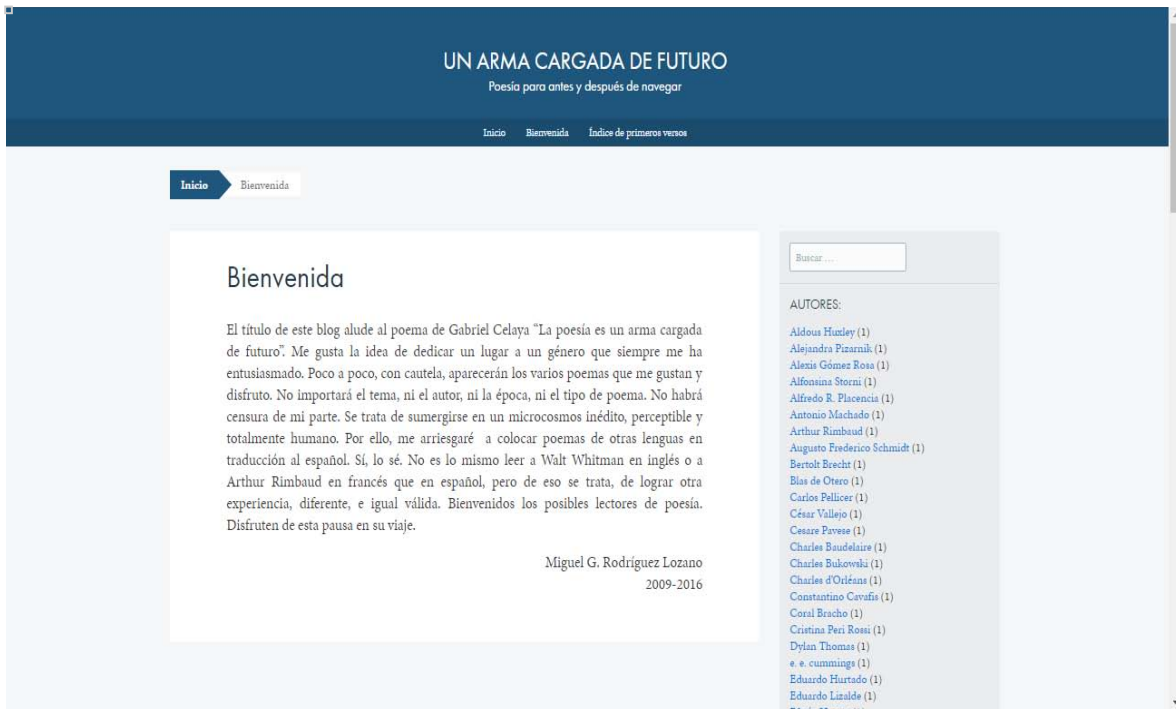 UN ARMA CARGADA DE FUTURO
Poesía para antes y después de navegar
Inicio Bienvenida Índice de primeros versos
Inicio Bienvenida
Bienvenida
El título de este blog alude al poema de Gabriel Celaya “La poesía es un arma cargada
de futuro”. Me gusta la idea de dedicar un lugar a un género que siempre me ha
entusiasmado. Poco a poco, con cautela, aparecerán los varios poemas que me gustan y
disfruto. No importará el tema, ni el autor, ni la época, ni el tipo de poema. No habrá
censura de mi parte. Se trata de sumergirse en un microcosmos inédito, perceptible y
totalmente humano. Por ello, me arriesgaré a colocar poemas de otras lenguas en
traducción al español. Sí, lo sé. No es lo mismo leer a Walt Whitman en inglés o a
Arthur Rimbaud en francés que en español, pero de eso se trata, de lograr otra
experiencia, diferente, e igual válida. Bienvenidos los posibles lectores de poesía.
Disfruten de esta pausa en su viaje.
Miguel G. Rodríguez Lozano
2009-2016
Buscar …
AUTORES:
Aldous Huxley (1)
Alejandra Pizarnik (1)
Alexis Gómez Rosa (1)
Alfonsina Storni (1)
Alfredo R. Placencia (1)
Antonio Machado (1)
Arthur Rimbaud (1)
Augusto Frederico Schmidt (1)
Bertolt Brecht (1)
Blas de Otero (1)
Carlos Pellicer (1)
César Vallejo (1)
Cesare Pavese (1)
Charles Baudelaire (1)
Charles Bukowski (1)
Charles d'Orléans (1)
Constantino Cavafis (1)
Coral Bracho (1)
Cristina Peri Rossi (1)
Dylan Thomas (1)
e. e. cummings (1)
Eduardo Hurtado (1)
Eduardo Lizalde (1)